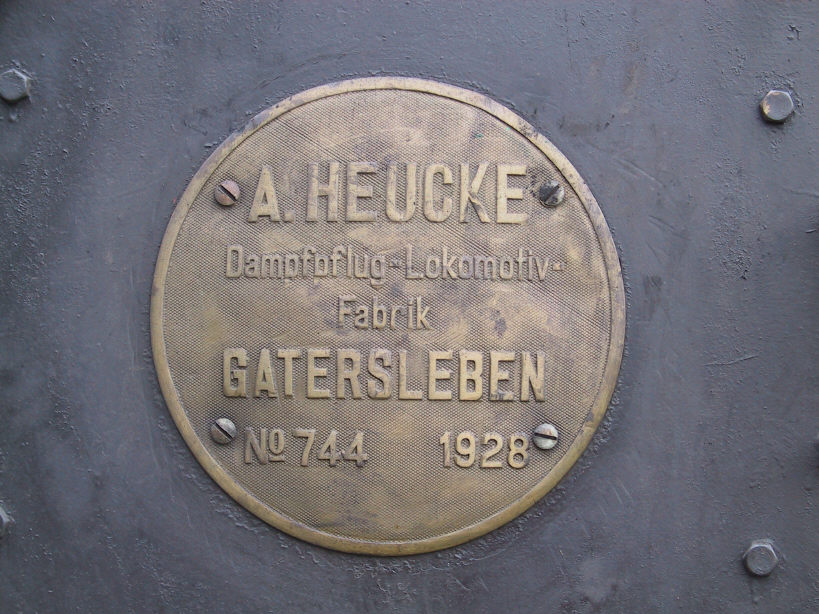 A. HEUCKE
Dampfpflug-Lokomotiv-
Fabrik
GATERSLEBEN
No 744 1928